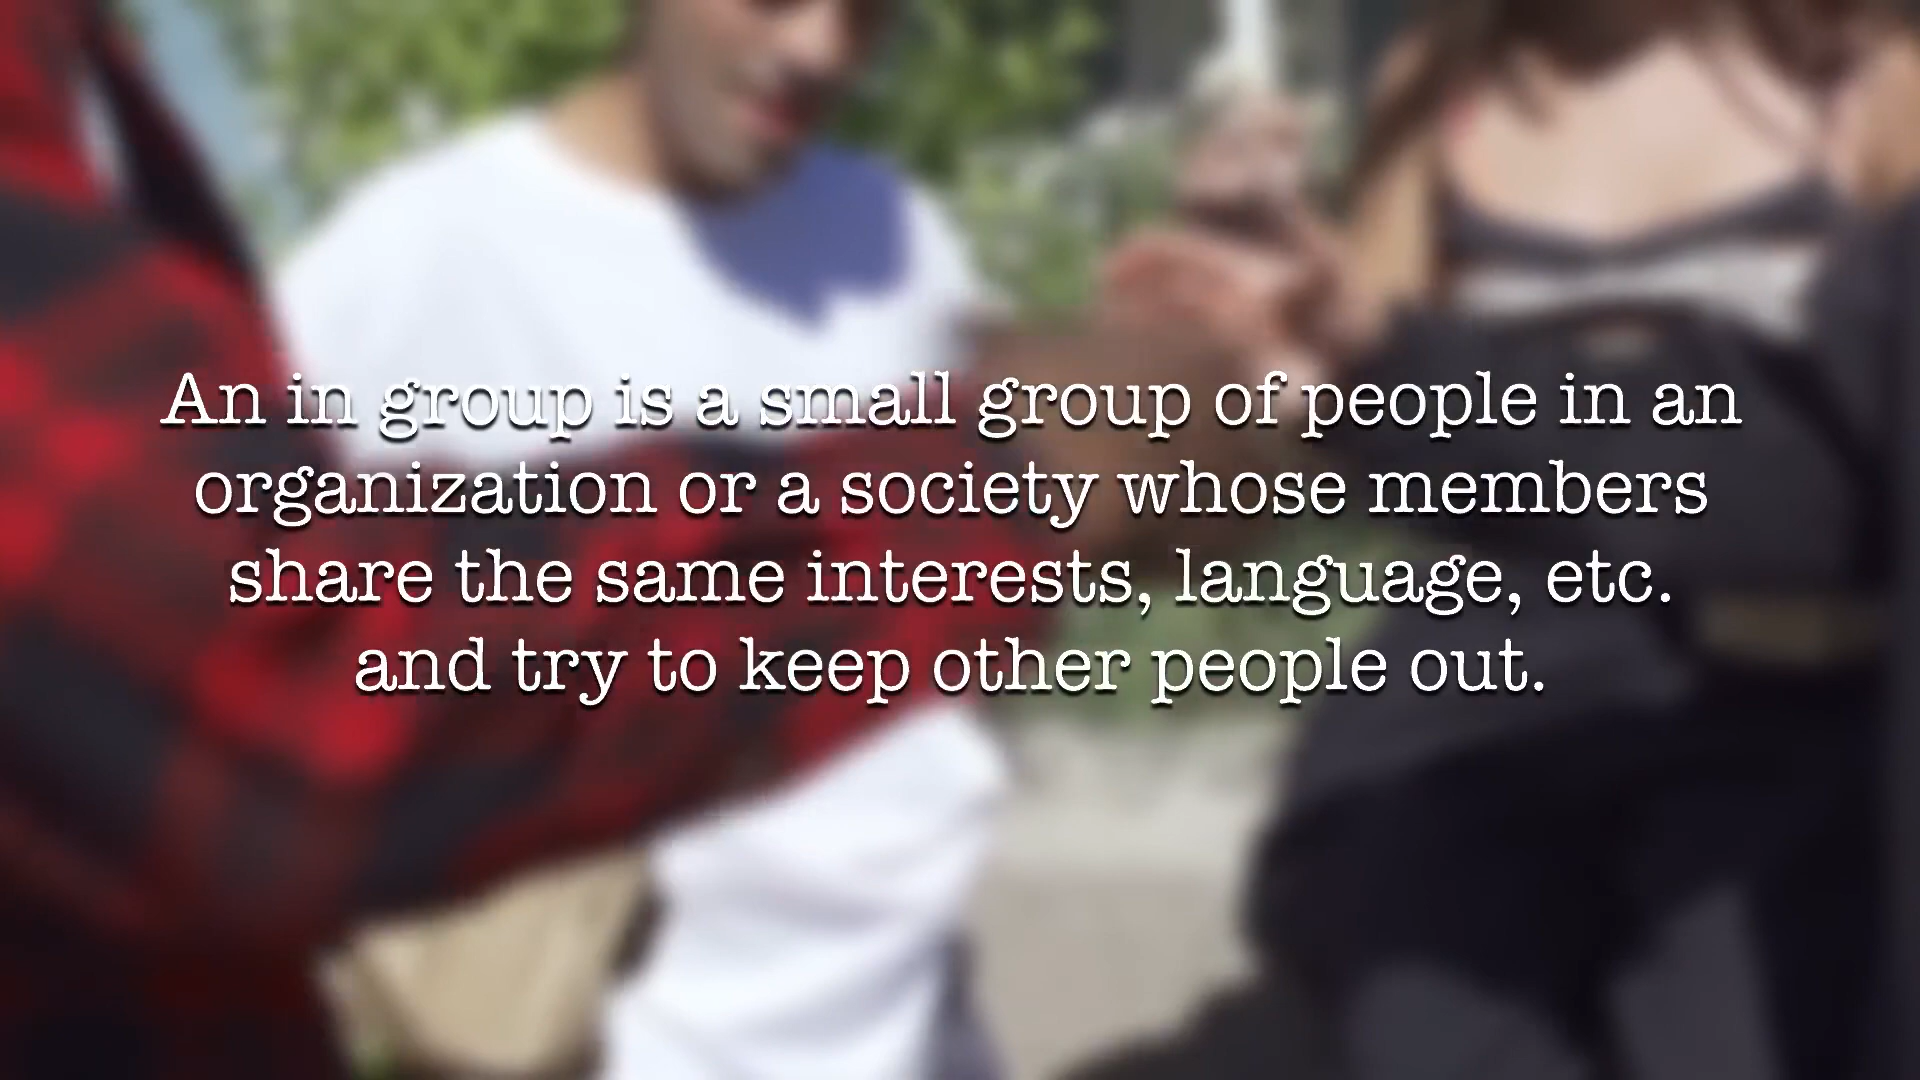 An in group is a small group of people in an
organization or a society whose members
share the same interests, language, etc.
and try to keep other people out.